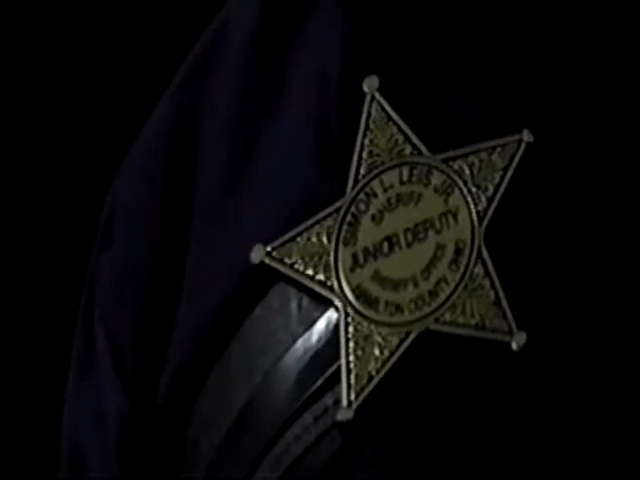 SIMON L. LEIS JR.
SHERIFF
JUNIOR DEPUTY
SHERIFF'S OFFICE
HAMILTON COUNTY, OHIO